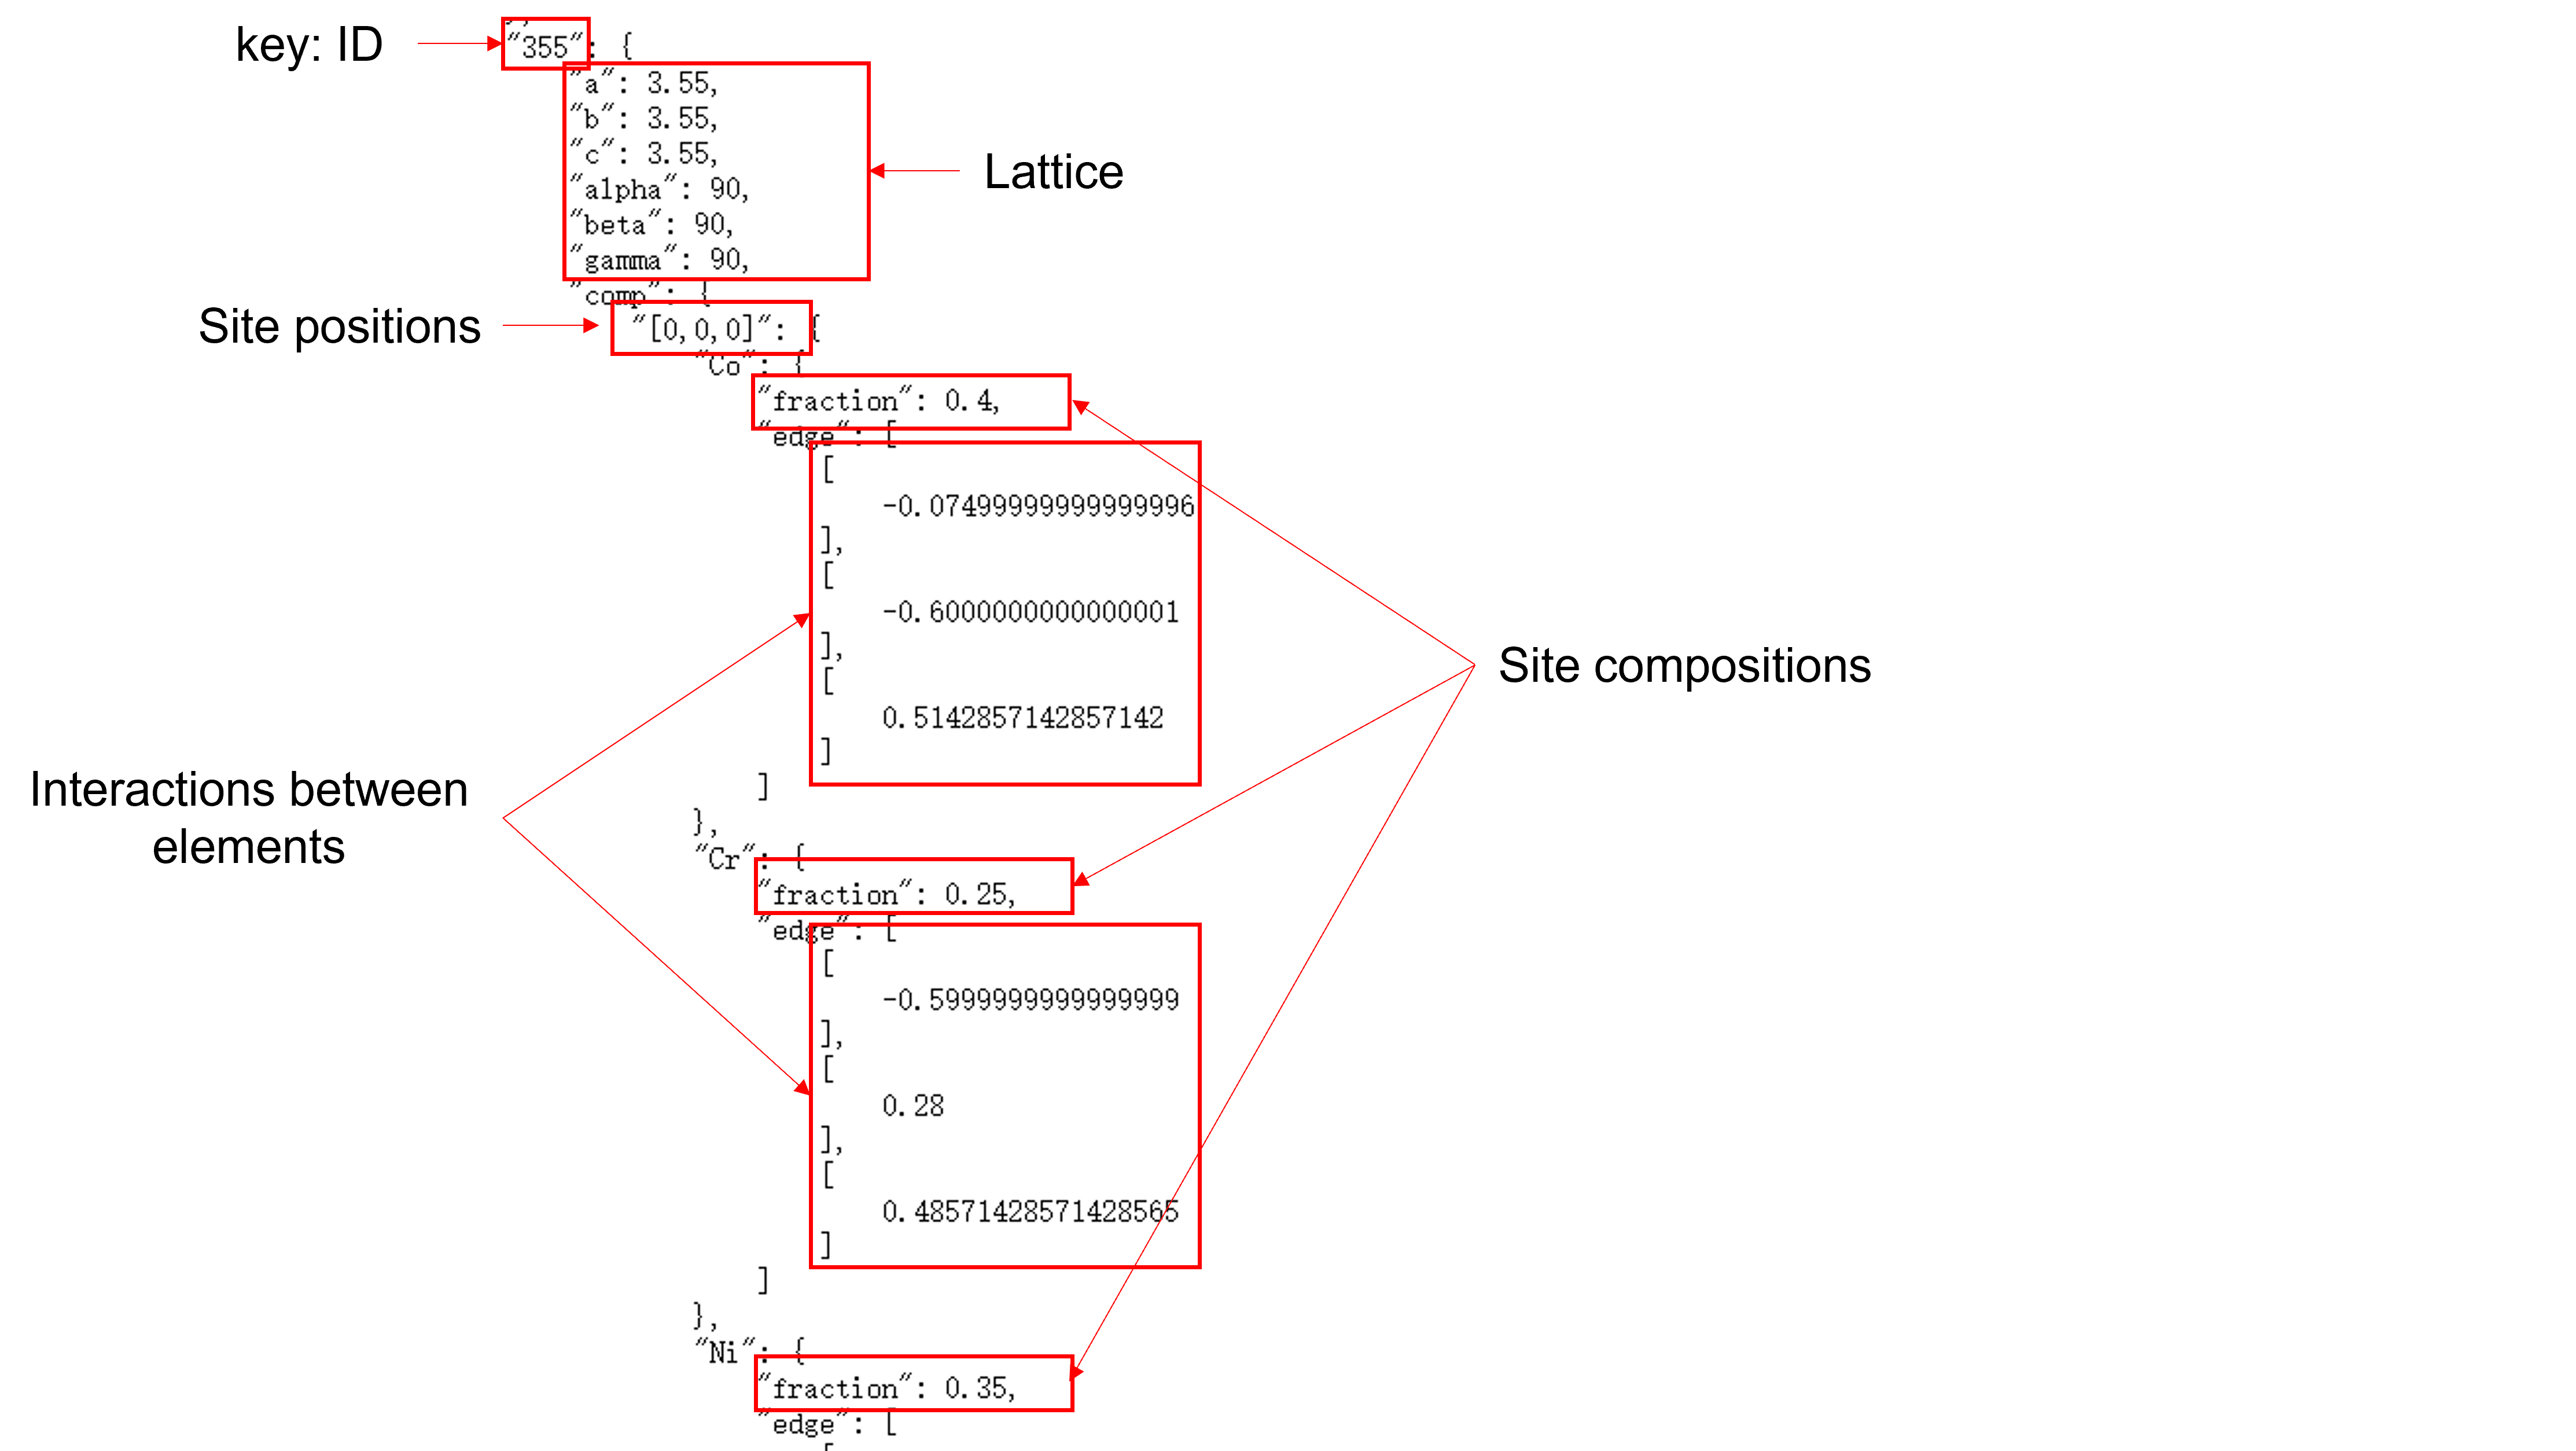 key: ID
"355": {
"a": 3.55,
"b": 3.55,
"c": 3.55,
"alpha": 90,
"beta": 90,
"gamma": 90,
Lattice
"comp": {
Site positions
"[0,0,0]": {
"Co": {
"fraction": 0.4,
"edge": [
[
-0.07499999999999996
],
[
-0.6000000000000001
],
[
0.5142857142857142
]
]
},
Site compositions
Interactions between
elements
"Cr": {
"fraction": 0.25,
"edge": [
[
-0.5999999999999999
],
[
0.28
],
[
0.48571428571428565
]
]
},
"Ni": {
"fraction": 0.35,
"edge": [